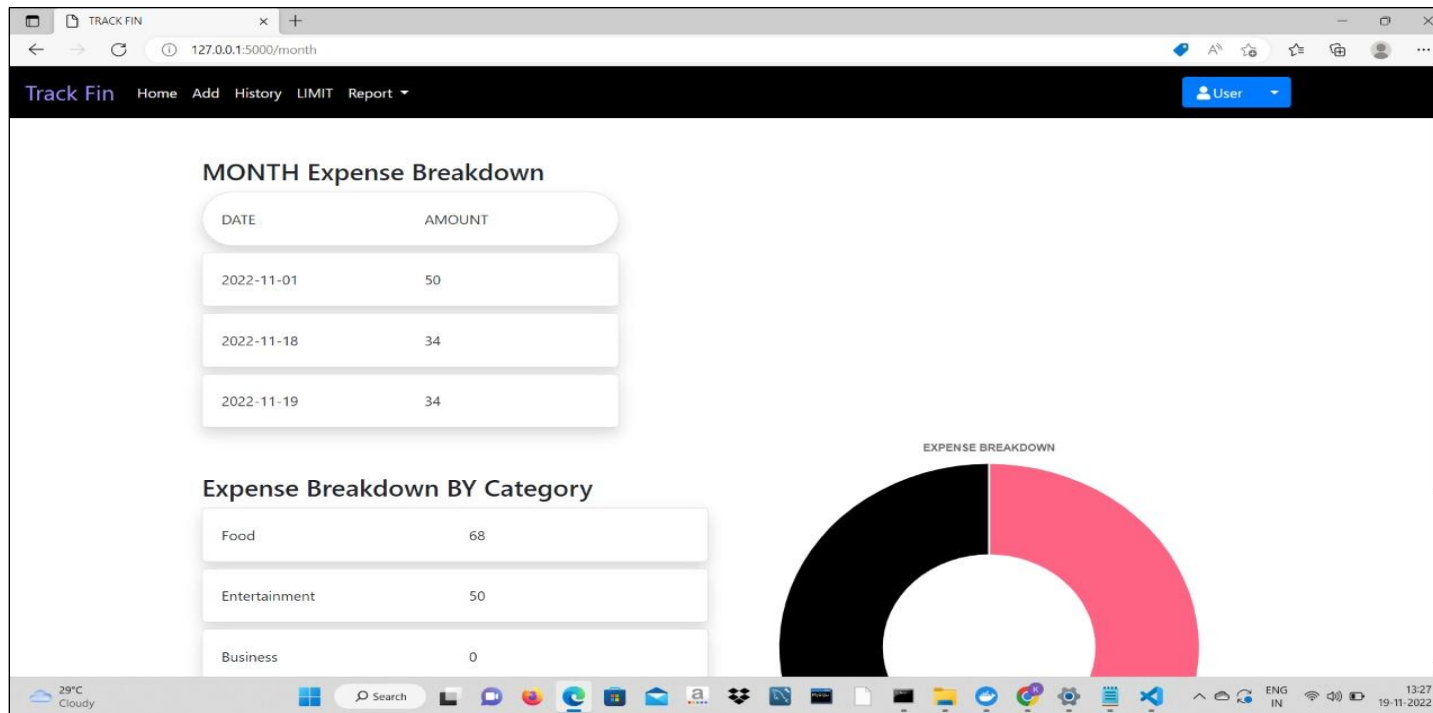 TRACK FIN
127.0.0.1:5000/month
Track Fin Home Add History LIMIT Report User
MONTH Expense Breakdown
DATE AMOUNT
2022-11-01 50
2022-11-18 34
2022-11-19 34
EXPENSE BREAKDOWN
Expense Breakdown BY Category
Food 68
Entertainment 50
Business 0
29°C
Cloudy
Search
ENG
IN
13:27
19-11-2022